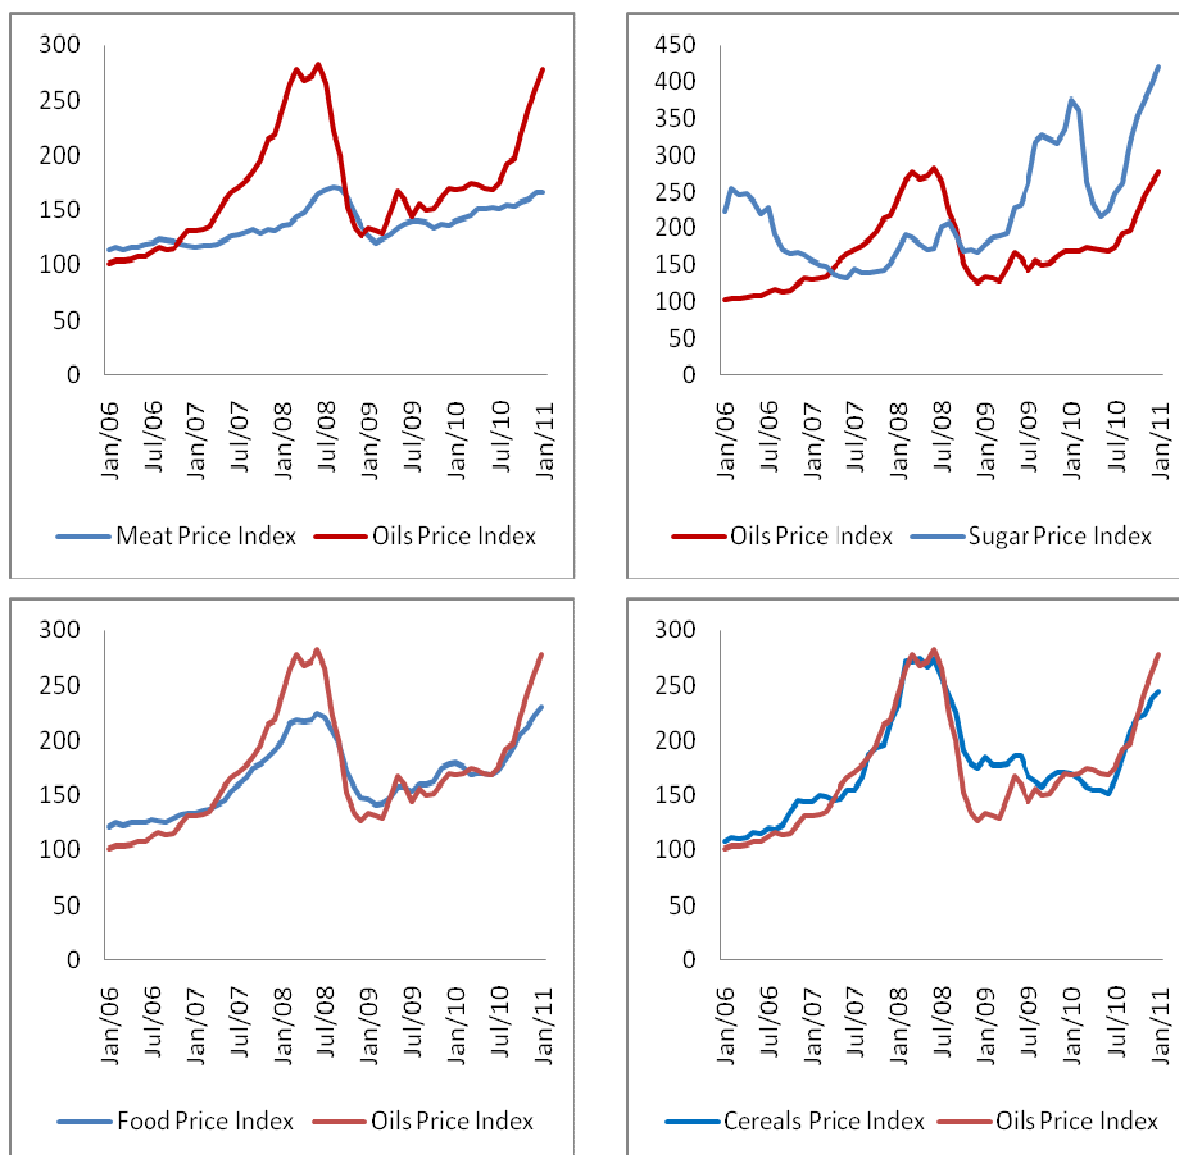 300
250
200
150
100
50
0
Jan/06
Jul/06
Jan/07
Jul/07
Jan/08
Jul/08
Jan/09
Jul/09
Jan/10
Jul/10
Jan/11
Meat Price Index Oils Price Index
450
400
350
300
250
200
150
100
50
0
Jan/06
Jul/06
Jan/07
Jul/07
Jan/08
Jul/08
Jan/09
Jul/09
Jan/10
Jul/10
Jan/11
Oils Price Index Sugar Price Index
300
250
200
150
100
50
0
Jan/06
Jul/06
Jan/07
Jul/07
Jan/08
Jul/08
Jan/09
Jul/09
Jan/10
Jul/10
Jan/11
Food Price Index Oils Price Index
300
250
200
150
100
50
0
Jan/06
Jul/06
Jan/07
Jul/07
Jan/08
Jul/08
Jan/09
Jul/09
Jan/10
Jul/10
Jan/11
Cereals Price Index Oils Price Index